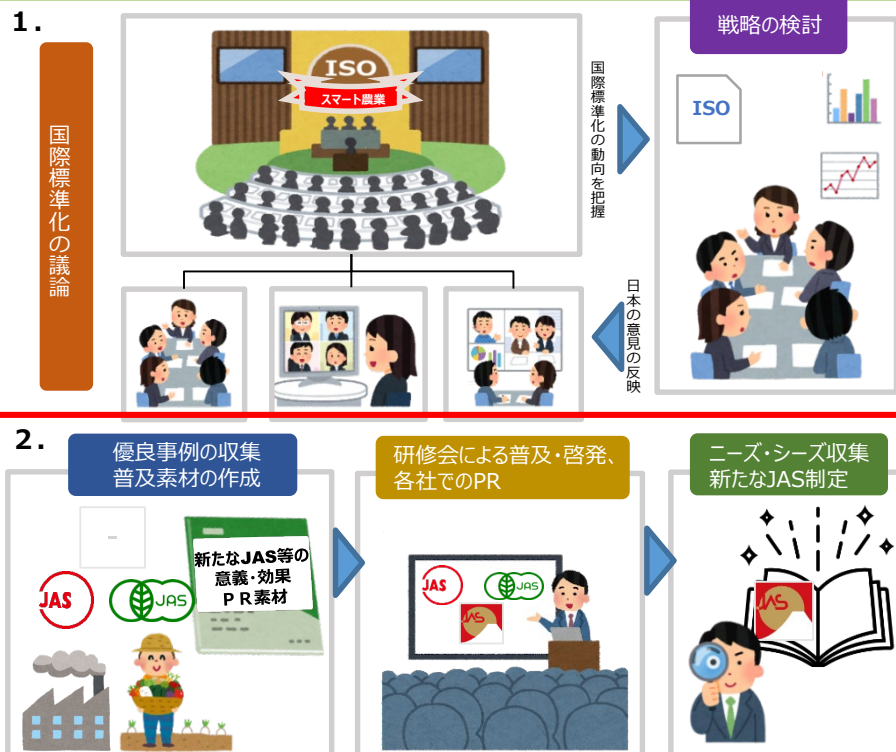 1.
国際標準化の議論
ISO
スマート農業
国際標準化の動向を把握
日本の意見の反映
戦略の検討
ISO
2.
優良事例の収集
普及素材の作成
JAS
JAS
新たなJAS等の
意義・効果
PR素材
研修会による普及・啓発、
各社でのPR
JAS
JAS
JAS
ニーズ・シーズ収集
新たなJAS制定
JAS